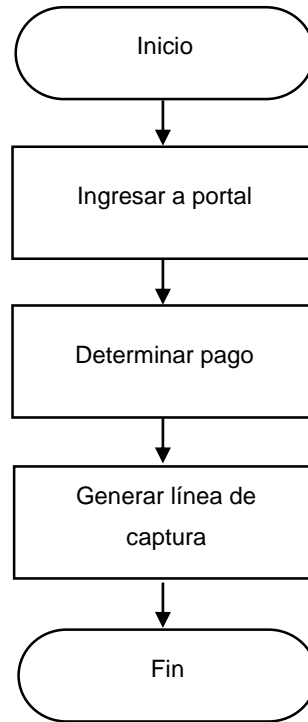 Inicio
Ingresar a portal
Determinar pago
Generar línea de
captura
Fin